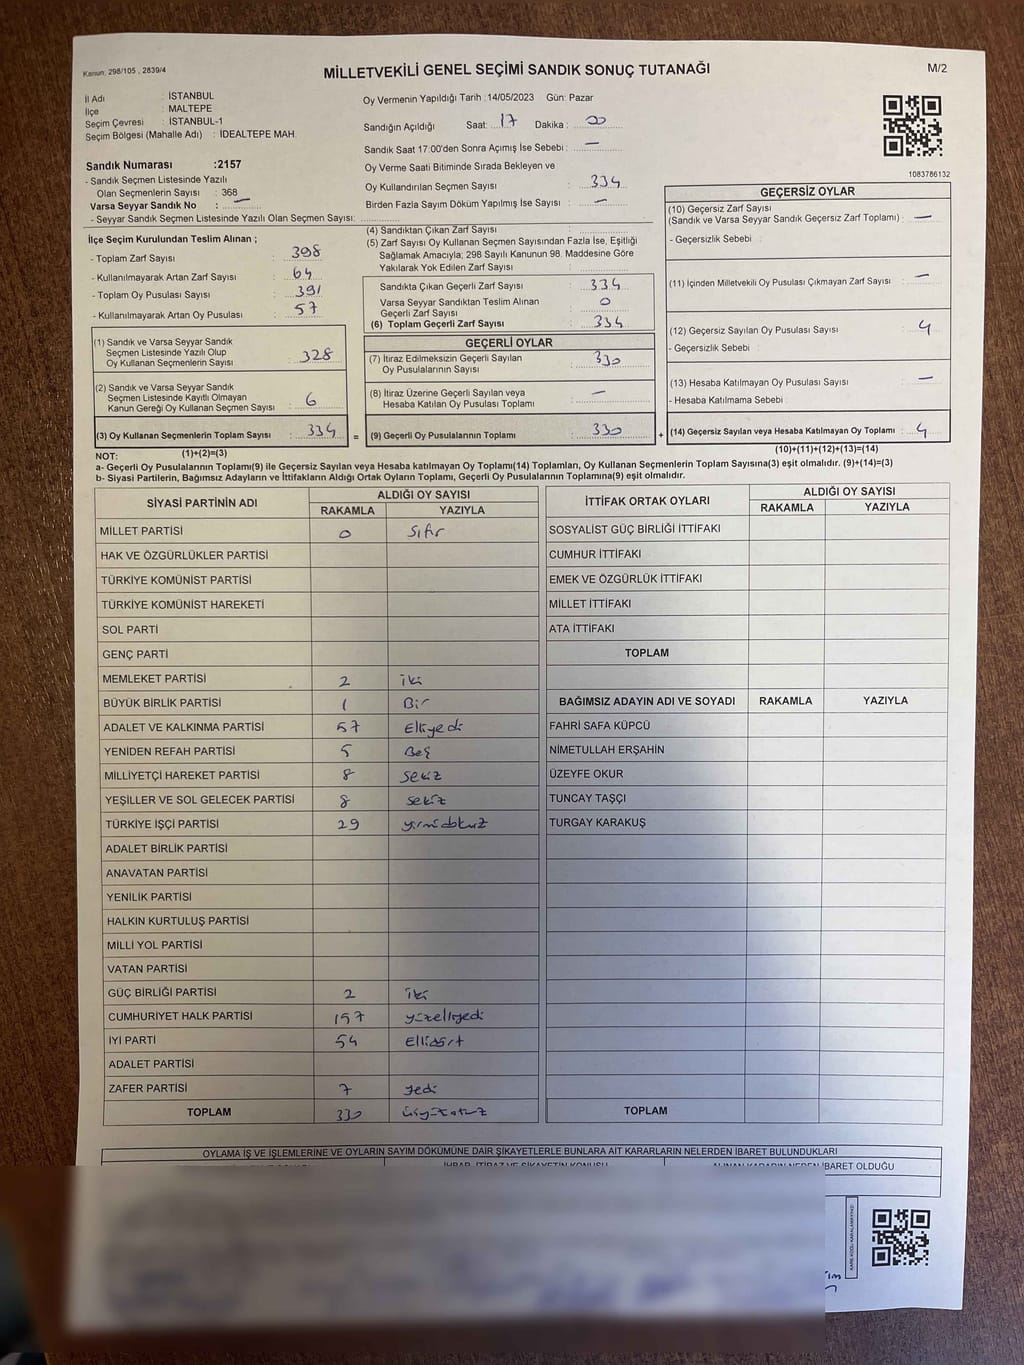 Kanun: 298/105 , 2839/4
MİLLETVEKİLİ GENEL SEÇİMİ SANDIK SONUÇ TUTANAĞI
M/2
İl Adı : İSTANBUL
İlçe : MALTEPE
Seçim Çevresi : İSTANBUL-1
Seçim Bölgesi (Mahalle Adı) : İDEALTEPE MAH.
Sandık Numarası :2157
- Sandık Seçmen Listesinde Yazılı
Olan Seçmenlerin Sayısı : 368
Varsa Seyyar Sandık No : —
- Seyyar Sandık Seçmen Listesinde Yazılı Olan Seçmen Sayısı:
Oy Vermenin Yapıldığı Tarih :14/05/2023 Gün: Pazar
Sandığın Açıldığı Saat: 17 Dakika : 00
Sandık Saat 17:00'den Sonra Açımış İse Sebebi : —
Oy Verme Saati Bitiminde Sırada Bekleyen ve
Oy Kullandırılan Seçmen Sayısı : 334
Birden Fazla Sayım Döküm Yapılmış İse Sayısı : —
1083786132
İlçe Seçim Kurulundan Teslim Alınan ;
- Toplam Zarf Sayısı : 398
- Kullanılmayarak Artan Zarf Sayısı : 64
- Toplam Oy Pusulası Sayısı : 391
- Kullanılmayarak Artan Oy Pusulası : 57
(4) Sandıktan Çıkan Zarf Sayısı :
(5) Zarf Sayısı Oy Kullanan Seçmen Sayısından Fazla İse, Eşitliği
Sağlamak Amacıyla; 298 Sayılı Kanunun 98. Maddesine Göre
Yakılarak Yok Edilen Zarf Sayısı :
Sandıkta Çıkan Geçerli Zarf Sayısı : 334
Varsa Seyyar Sandıktan Teslim Alınan
Geçerli Zarf Sayısı : 0
(6) Toplam Geçerli Zarf Sayısı : 334
GEÇERSİZ OYLAR
(10) Geçersiz Zarf Sayısı
(Sandık ve Varsa Seyyar Sandık Geçersiz Zarf Toplamı) : —
- Geçersizlik Sebebi :
(11) İçinden Milletvekili Oy Pusulası Çıkmayan Zarf Sayısı : —
(12) Geçersiz Sayılan Oy Pusulası Sayısı : 4
- Geçersizlik Sebebi :
(13) Hesaba Katılmayan Oy Pusulası Sayısı : —
- Hesaba Katılmama Sebebi :
(14) Geçersiz Sayılan veya Hesaba Katılmayan Oy Toplamı : 4
(10)+(11)+(12)+(13)=(14)
(1) Sandık ve Varsa Seyyar Sandık
Seçmen Listesinde Yazılı Olup
Oy Kullanan Seçmenlerin Sayısı : 328
(2) Sandık ve Varsa Seyyar Sandık
Seçmen Listesinde Kayıtlı Olmayan
Kanun Gereği Oy Kullanan Seçmen Sayısı : 6
(3) Oy Kullanan Seçmenlerin Toplam Sayısı : 334 =
(1)+(2)=(3)
GEÇERLİ OYLAR
(7) İtiraz Edilmeksizin Geçerli Sayılan
Oy Pusulalarının Sayısı : 330
(8) İtiraz Üzerine Geçerli Sayılan veya
Hesaba Katılan Oy Pusulası Toplamı : —
(9) Geçerli Oy Pusulalarının Toplamı : 330 +
NOT:
a- Geçerli Oy Pusulalarının Toplamı(9) ile Geçersiz Sayılan veya Hesaba katılmayan Oy Toplamı(14) Toplamları, Oy Kullanan Seçmenlerin Toplam Sayısına(3) eşit olmalıdır. (9)+(14)=(3)
b- Siyasi Partilerin, Bağımsız Adayların ve İttifakların Aldığı Ortak Oyların Toplamı, Geçerli Oy Pusulalarının Toplamına(9) eşit olmalıdır.
SİYASİ PARTİNİN ADI ALDIĞI OY SAYISI
RAKAMLA YAZIYLA
MİLLET PARTİSİ 0 Sıfır
HAK VE ÖZGÜRLÜKLER PARTİSİ
TÜRKİYE KOMÜNİST PARTİSİ
TÜRKİYE KOMÜNİST HAREKETİ
SOL PARTİ
GENÇ PARTİ
MEMLEKET PARTİSİ 2 iki
BÜYÜK BİRLİK PARTİSİ 1 Bir
ADALET VE KALKINMA PARTİSİ 57 Elliyedi
YENİDEN REFAH PARTİSİ 5 Beş
MİLLİYETÇİ HAREKET PARTİSİ 8 sekiz
YEŞİLLER VE SOL GELECEK PARTİSİ 8 sekiz
TÜRKİYE İŞÇİ PARTİSİ 29 yirmidokuz
ADALET BİRLİK PARTİSİ
ANAVATAN PARTİSİ
YENİLİK PARTİSİ
HALKIN KURTULUŞ PARTİSİ
MİLLİ YOL PARTİSİ
VATAN PARTİSİ
GÜÇ BİRLİĞİ PARTİSİ 2 iki
CUMHURİYET HALK PARTİSİ 157 yüzelliyedi
İYİ PARTİ 54 Ellidört
ADALET PARTİSİ
ZAFER PARTİSİ 7 yedi
TOPLAM 330 üçyüzotuz
İTTİFAK ORTAK OYLARI ALDIĞI OY SAYISI
RAKAMLA YAZIYLA
SOSYALİST GÜÇ BİRLİĞİ İTTİFAKI
CUMHUR İTTİFAKI
EMEK VE ÖZGÜRLÜK İTTİFAKI
MİLLET İTTİFAKI
ATA İTTİFAKI
TOPLAM
BAĞIMSIZ ADAYIN ADI VE SOYADI RAKAMLA YAZIYLA
FAHRİ SAFA KÜPCÜ
NİMETULLAH ERŞAHİN
ÜZEYFE OKUR
TUNCAY TAŞÇI
TURGAY KARAKUŞ
TOPLAM
OYLAMA İŞ VE İŞLEMLERİNE VE OYLARIN SAYIM DÖKÜMÜNE DAİR ŞİKAYETLERLE BUNLARA AİT KARARLARIN NELERDEN İBARET BULUNDUKLARI
İHBAR, İTİRAZ VE ŞİKAYETİN KONUSU
ALINAN KARARIN NEDEN İBARET OLDUĞU